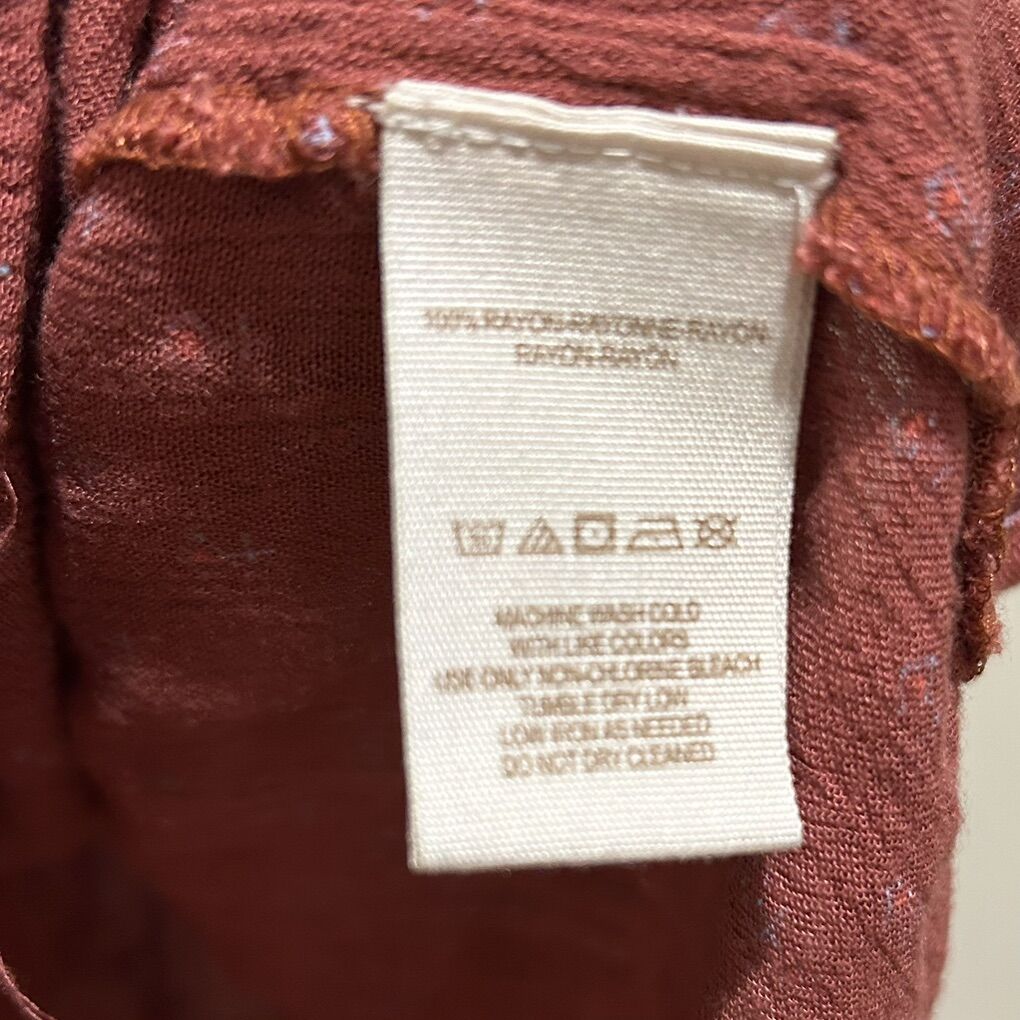 100% RAYON-RAYONNE-RAYON-
RAYON-RAYON
MACHINE WASH COLD
WITH LIKE COLORS
USE ONLY NON-CHLORINE BLEACH
TUMBLE DRY LOW
LOW IRON AS NEEDED
DO NOT DRY CLEANED